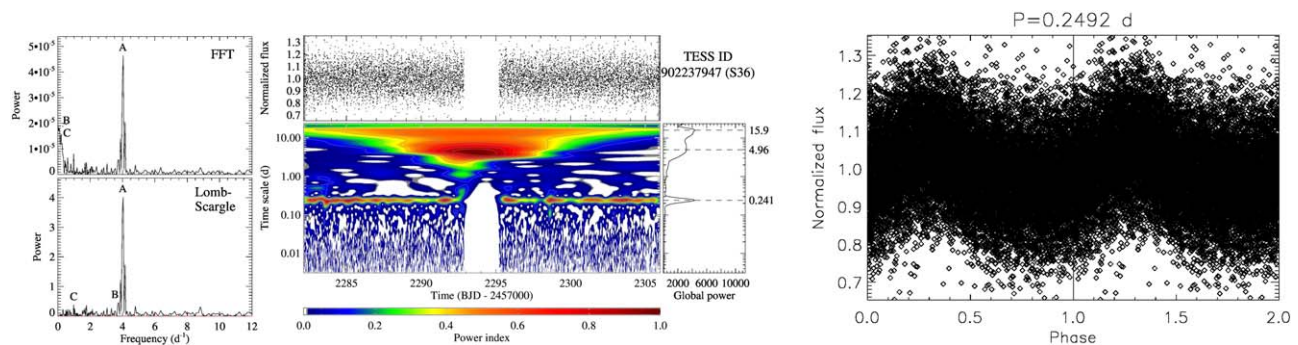 FFT
5•10-5
4•10-5
3•10-5
2•10-5
1•10-5
Power
A
B
C
Lomb-
Scargle
4
3
2
1
0
Power
A
B
C
0 2 4 6 8 10 12
Frequency (d-1)
1.3
1.2
1.1
1.0
0.9
0.8
0.7
Normalized flux
TESS ID
902237947 (S36)
10.00
1.00
0.10
0.01
Time scale (d)
15.9
4.96
0.241
2285 2290 2295 2300 2305
Time (BJD - 2457000)
2000 6000 10000
Global power
0.0 0.2 0.4 0.6 0.8 1.0
Power index
P=0.2492 d
1.3
1.2
1.1
1.0
0.9
0.8
0.7
Normalized flux
0.0 0.5 1.0 1.5 2.0
Phase